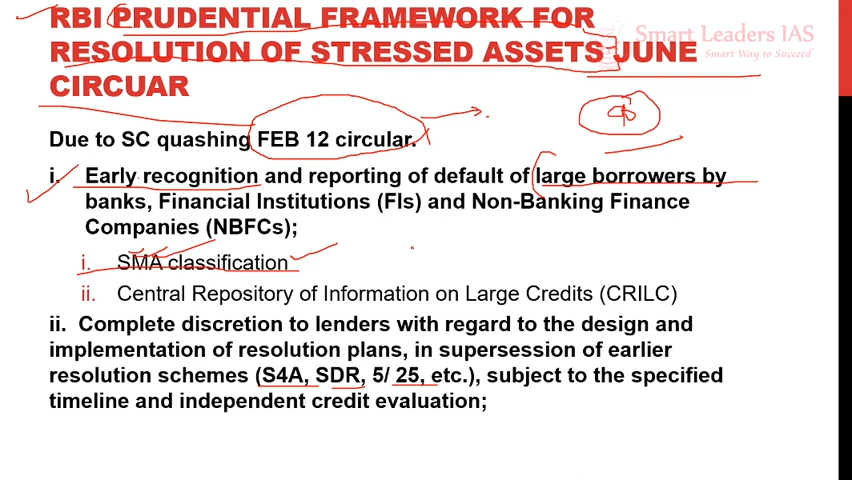 RBI PRUDENTIAL FRAMEWORK FOR
RESOLUTION OF STRESSED ASSETS JUNE
CIRCUAR
Smart Leaders IAS
Smart Way to Succeed
Due to SC quashing FEB 12 circular.
i. Early recognition and reporting of default of large borrowers by
banks, Financial Institutions (FIs) and Non-Banking Finance
Companies (NBFCs);
i. SMA classification
ii. Central Repository of Information on Large Credits (CRILC)
ii. Complete discretion to lenders with regard to the design and
implementation of resolution plans, in supersession of earlier
resolution schemes (S4A, SDR, 5/ 25, etc.), subject to the specified
timeline and independent credit evaluation;